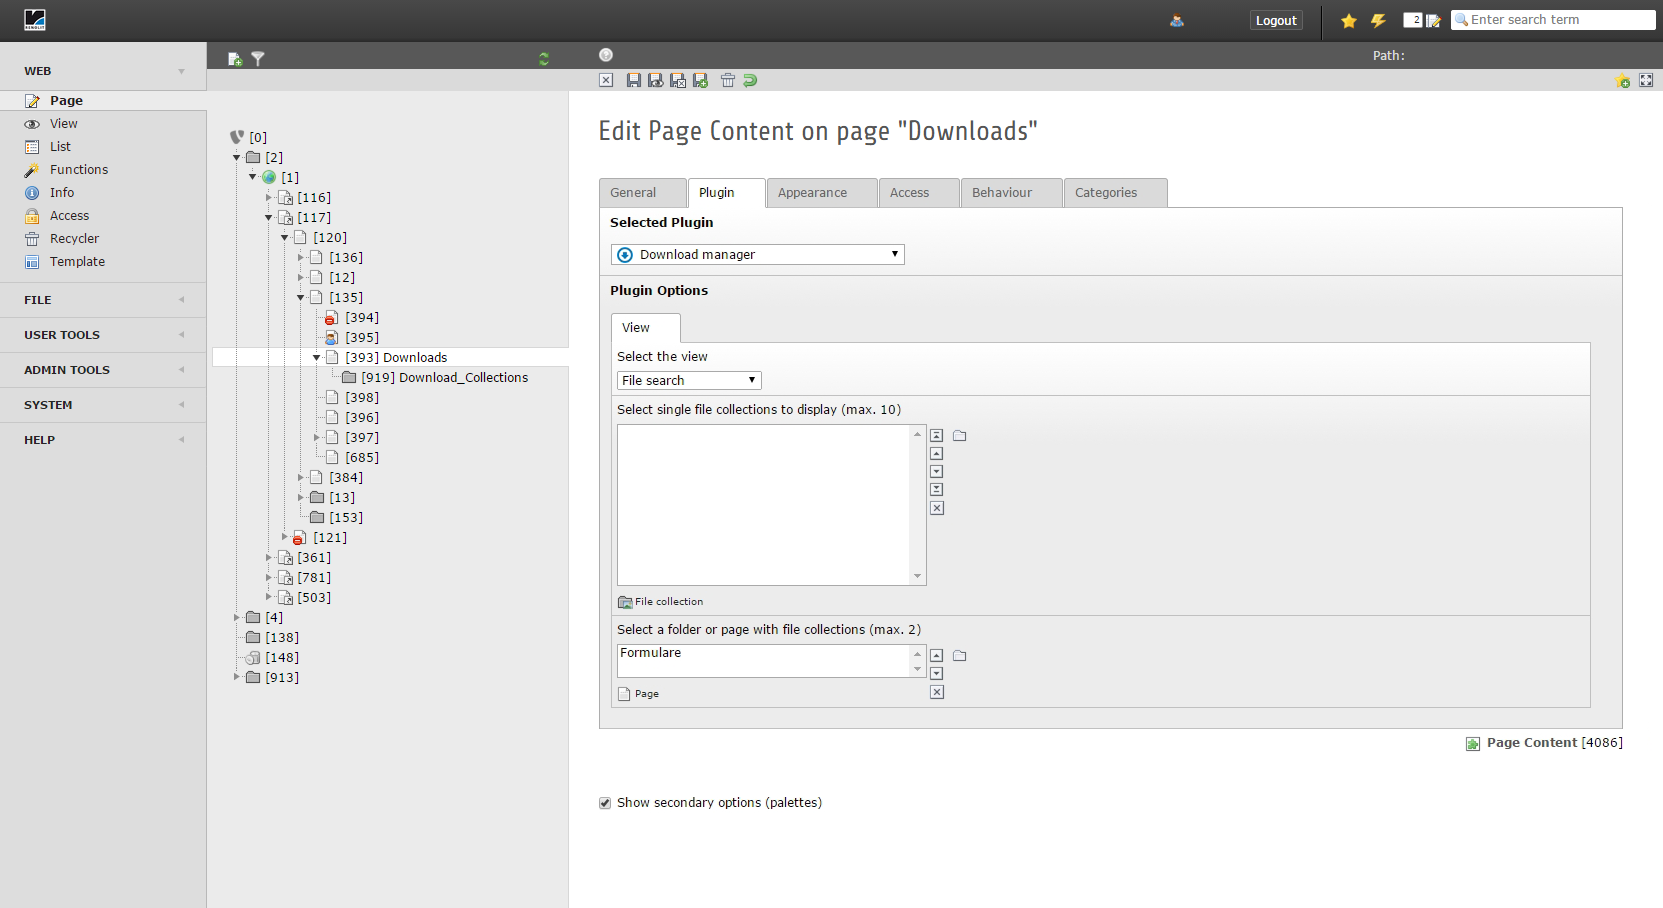 Logout
2
Enter search term
Path:
WEB
Page
View
List
Functions
Info
Access
Recycler
Template
FILE
USER TOOLS
ADMIN TOOLS
SYSTEM
HELP
[0]
[2]
[1]
[116]
[117]
[120]
[136]
[12]
[135]
[394]
[395]
[393] Downloads
[919] Download_Collections
[398]
[396]
[397]
[685]
[384]
[13]
[153]
[121]
[361]
[781]
[503]
[4]
[138]
[148]
[913]
Edit Page Content on page "Downloads"
General
Plugin
Appearance
Access
Behaviour
Categories
Selected Plugin
Download manager
Plugin Options
View
Select the view
File search
Select single file collections to display (max. 10)
File collection
Select a folder or page with file collections (max. 2)
Formulare
Page
Page Content [4086]
Show secondary options (palettes)